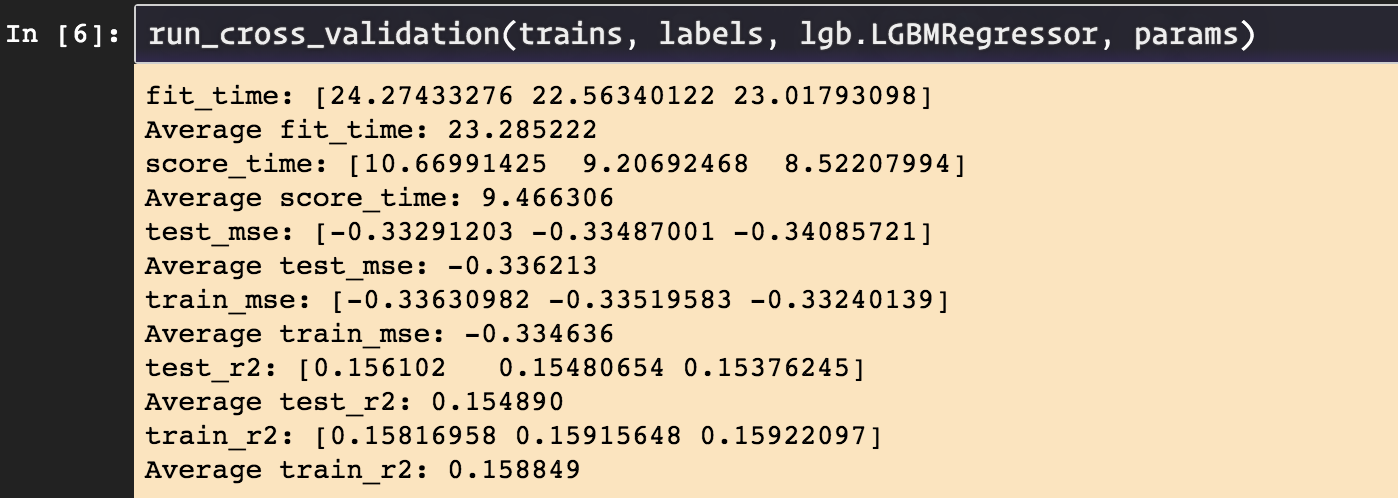 In [6]: run_cross_validation(trains, labels, lgb.LGBMRegressor, params)
fit_time: [24.27433276 22.56340122 23.01793098]
Average fit_time: 23.285222
score_time: [10.66991425  9.20692468  8.52207994]
Average score_time: 9.466306
test_mse: [-0.33291203 -0.33487001 -0.34085721]
Average test_mse: -0.336213
train_mse: [-0.33630982 -0.33519583 -0.33240139]
Average train_mse: -0.334636
test_r2: [0.156102   0.15480654 0.15376245]
Average test_r2: 0.154890
train_r2: [0.15816958 0.15915648 0.15922097]
Average train_r2: 0.158849